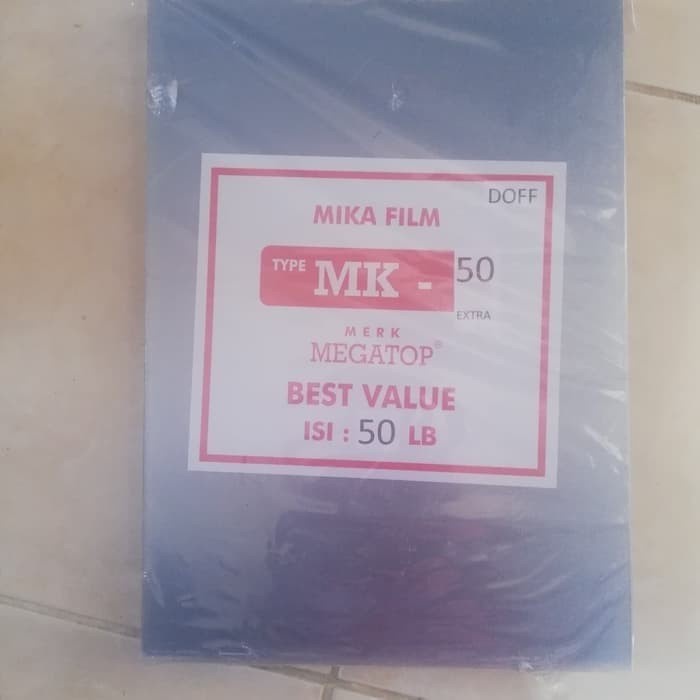 DOFF
MIKA FILM
TYPE MK - 50
EXTRA
MERK
MEGATOP®
BEST VALUE
ISI : 50 LB